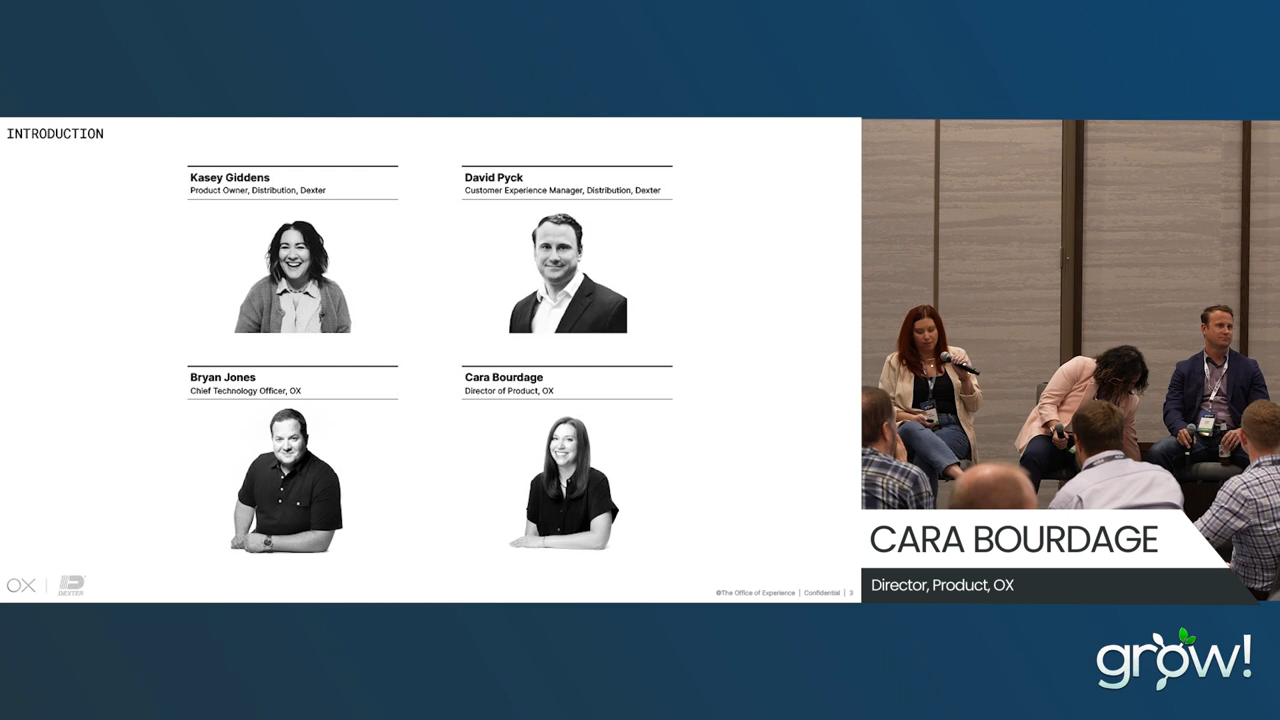 INTRODUCTION
Kasey Giddens
Product Owner, Distribution, Dexter
David Pyck
Customer Experience Manager, Distribution, Dexter
Bryan Jones
Chief Technology Officer, OX
Cara Bourdage
Director of Product, OX
OX
DEXTER
©The Office of Experience | Confidential | 3
CARA BOURDAGE
Director, Product, OX
grow!